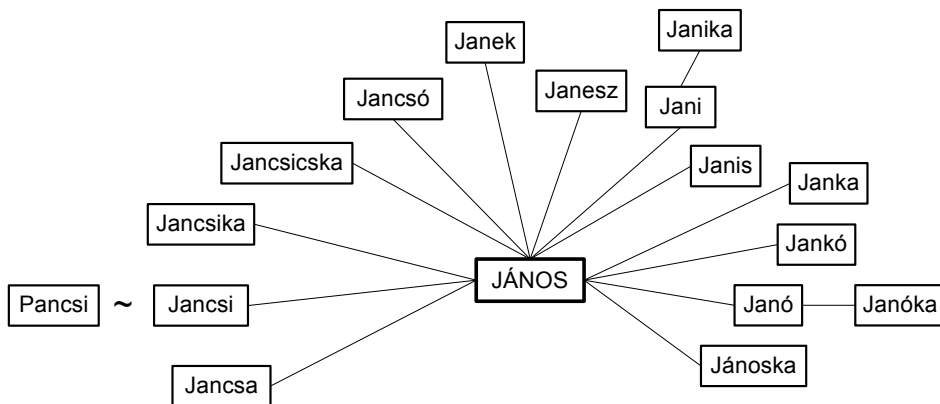 Janika
Janek
Janesz
Jancsó
Jani
Jancsicska
Janis
Janka
Jancsika
Jankó
JÁNOS
Pancsi ~ Jancsi
Janó
Janóka
Jánoska
Jancsa